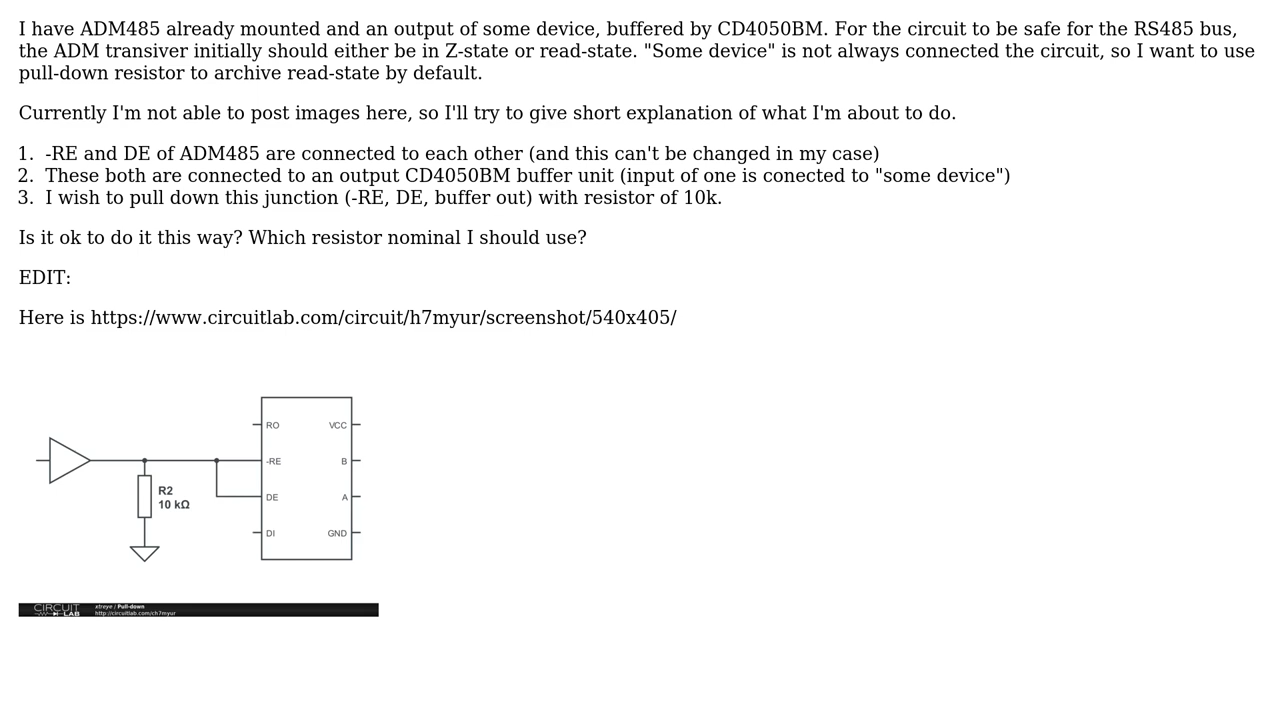 I have ADM485 already mounted and an output of some device, buffered by CD4050BM. For the circuit to be safe for the RS485 bus,
the ADM transiver initially should either be in Z-state or read-state. "Some device" is not always connected the circuit, so I want to use
pull-down resistor to archive read-state by default.
Currently I'm not able to post images here, so I'll try to give short explanation of what I'm about to do.
1. -RE and DE of ADM485 are connected to each other (and this can't be changed in my case)
2. These both are connected to an output CD4050BM buffer unit (input of one is conected to "some device")
3. I wish to pull down this junction (-RE, DE, buffer out) with resistor of 10k.
Is it ok to do it this way? Which resistor nominal I should use?
EDIT:
Here is https://www.circuitlab.com/circuit/h7myur/screenshot/540x405/
RO VCC
-RE B
R2
10 kΩ
DE A
DI GND
CIRCUIT LAB
xtreye / Pull-down
http://circuitlab.com/ch7myur